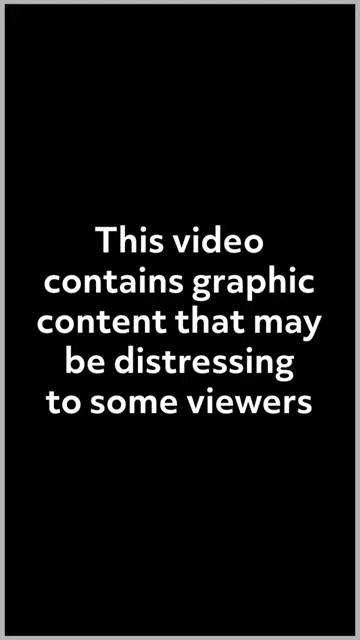 This video
contains graphic
content that may
be distressing
to some viewers